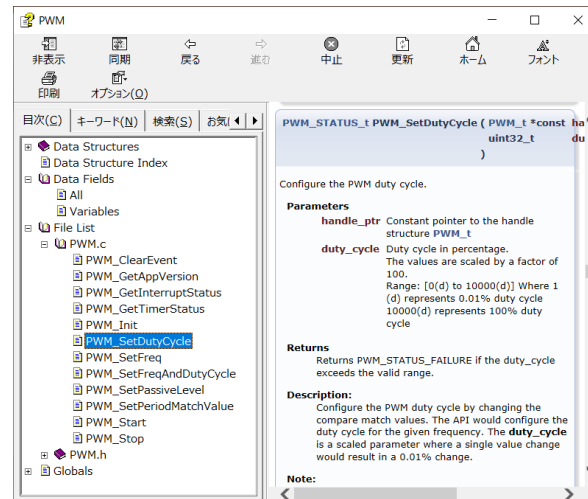 PWM
非表示
同期
戻る
進む
中止
更新
ホーム
フォント
印刷
オプション(O)
目次(C)
キーワード(N)
検索(S)
お気に
Data Structures
Data Structure Index
Data Fields
All
Variables
File List
PWM.c
PWM_ClearEvent
PWM_GetAppVersion
PWM_GetInterruptStatus
PWM_GetTimerStatus
PWM_Init
PWM_SetDutyCycle
PWM_SetFreq
PWM_SetFreqAndDutyCycle
PWM_SetPassiveLevel
PWM_SetPeriodMatchValue
PWM_Start
PWM_Stop
PWM.h
Globals
PWM_STATUS_t PWM_SetDutyCycle ( PWM_t *const ha
uint32_t du
)
Configure the PWM duty cycle.
Parameters
handle_ptr Constant pointer to the handle
structure PWM_t
duty_cycle Duty cycle in percentage.
The values are scaled by a factor of
100.
Range: [0(d) to 10000(d)] Where 1
(d) represents 0.01% duty cycle
10000(d) represents 100% duty
cycle
Returns
Returns PWM_STATUS_FAILURE if the duty_cycle
exceeds the valid range.
Description:
Configure the PWM duty cycle by changing the
compare match values. The API would configure the
duty cycle for the given frequency. The duty_cycle
is a scaled parameter where a single value change
would result in a 0.01% change.
Note: